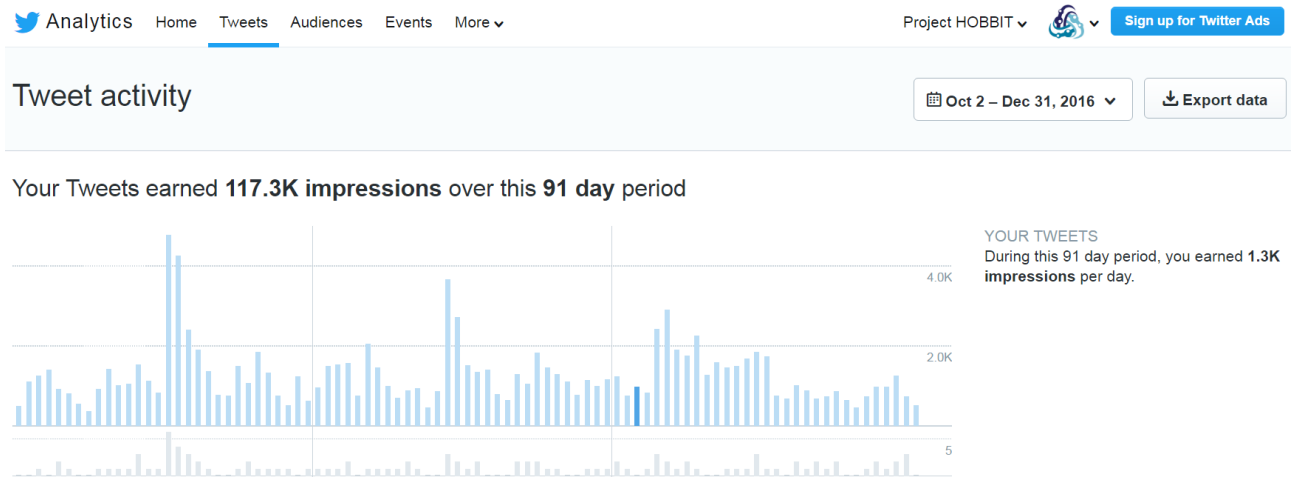 Analytics Home Tweets Audiences Events More Project HOBBIT Sign up for Twitter Ads
Tweet activity
Oct 2 – Dec 31, 2016 Export data
Your Tweets earned 117.3K impressions over this 91 day period
YOUR TWEETS
During this 91 day period, you earned 1.3K
impressions per day.
4.0K
2.0K
5